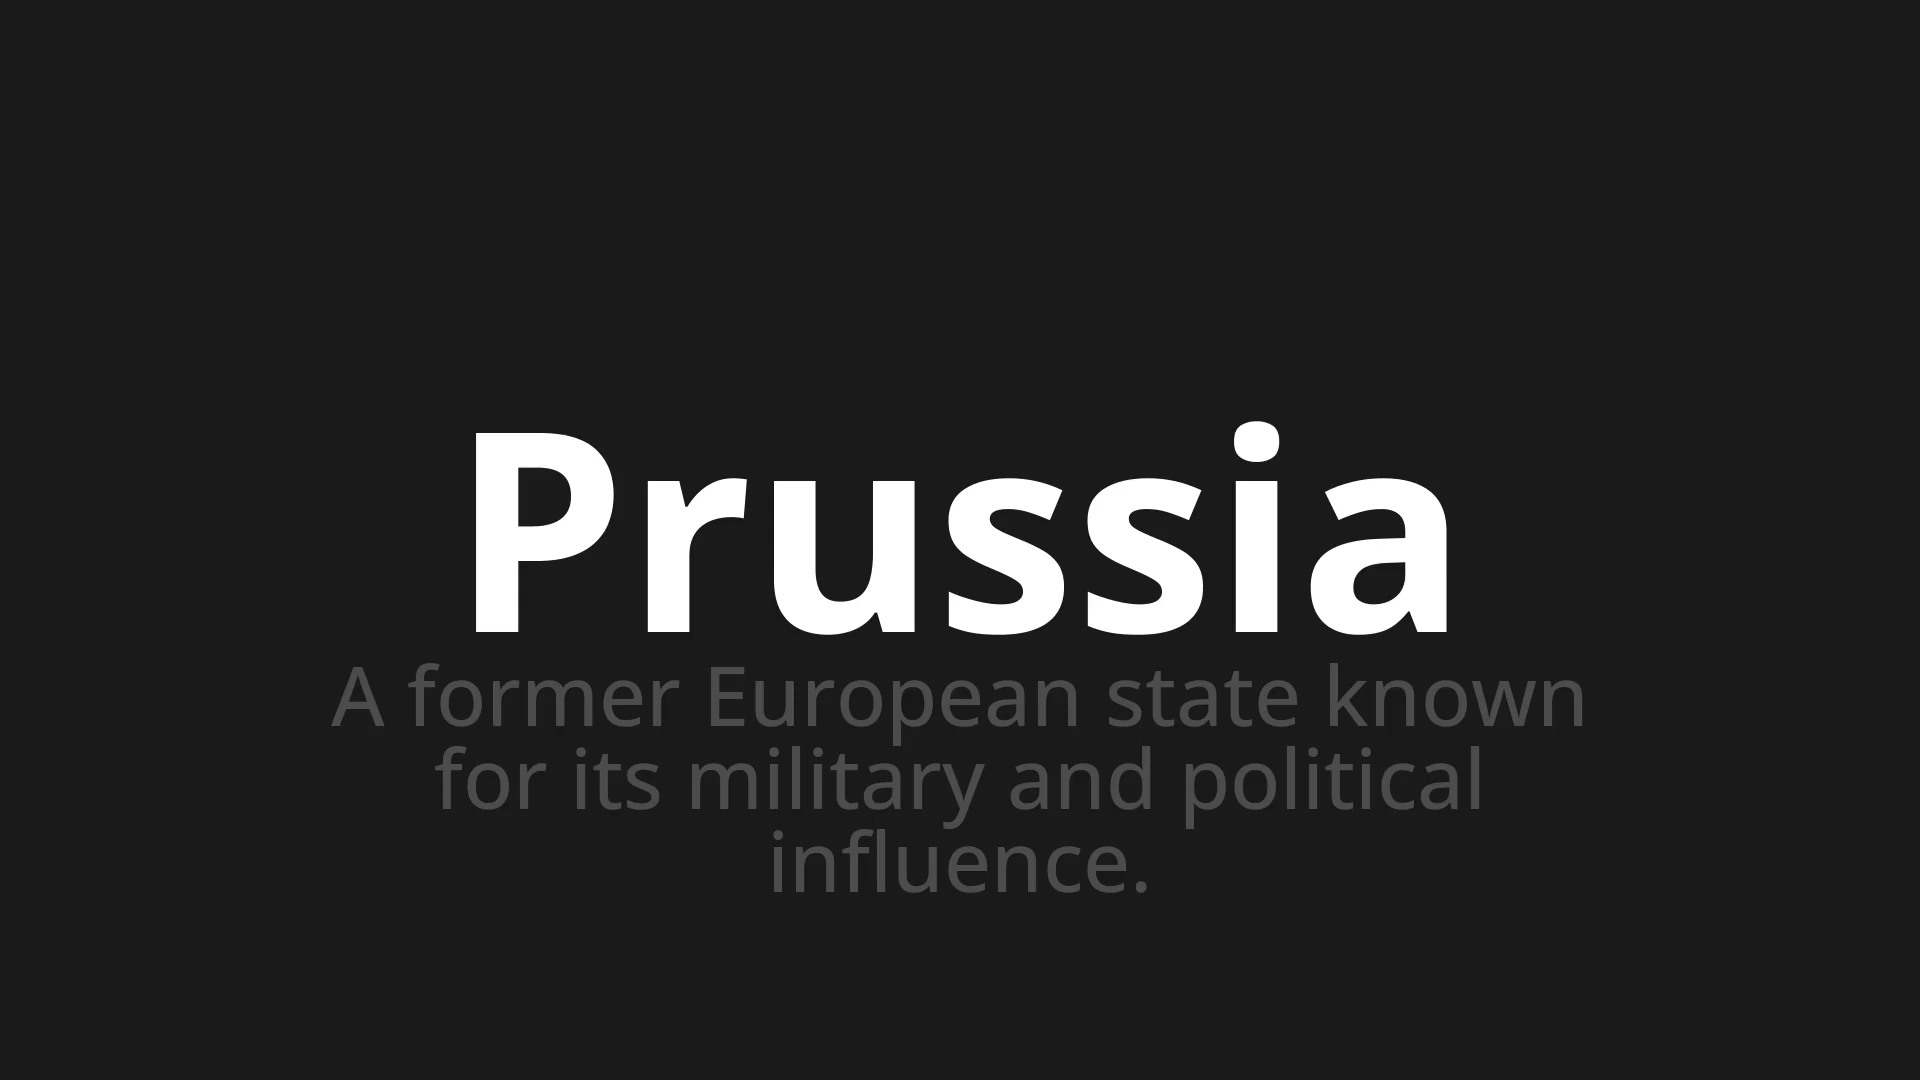 Prussia
A former European state known
for its military and political
influence.